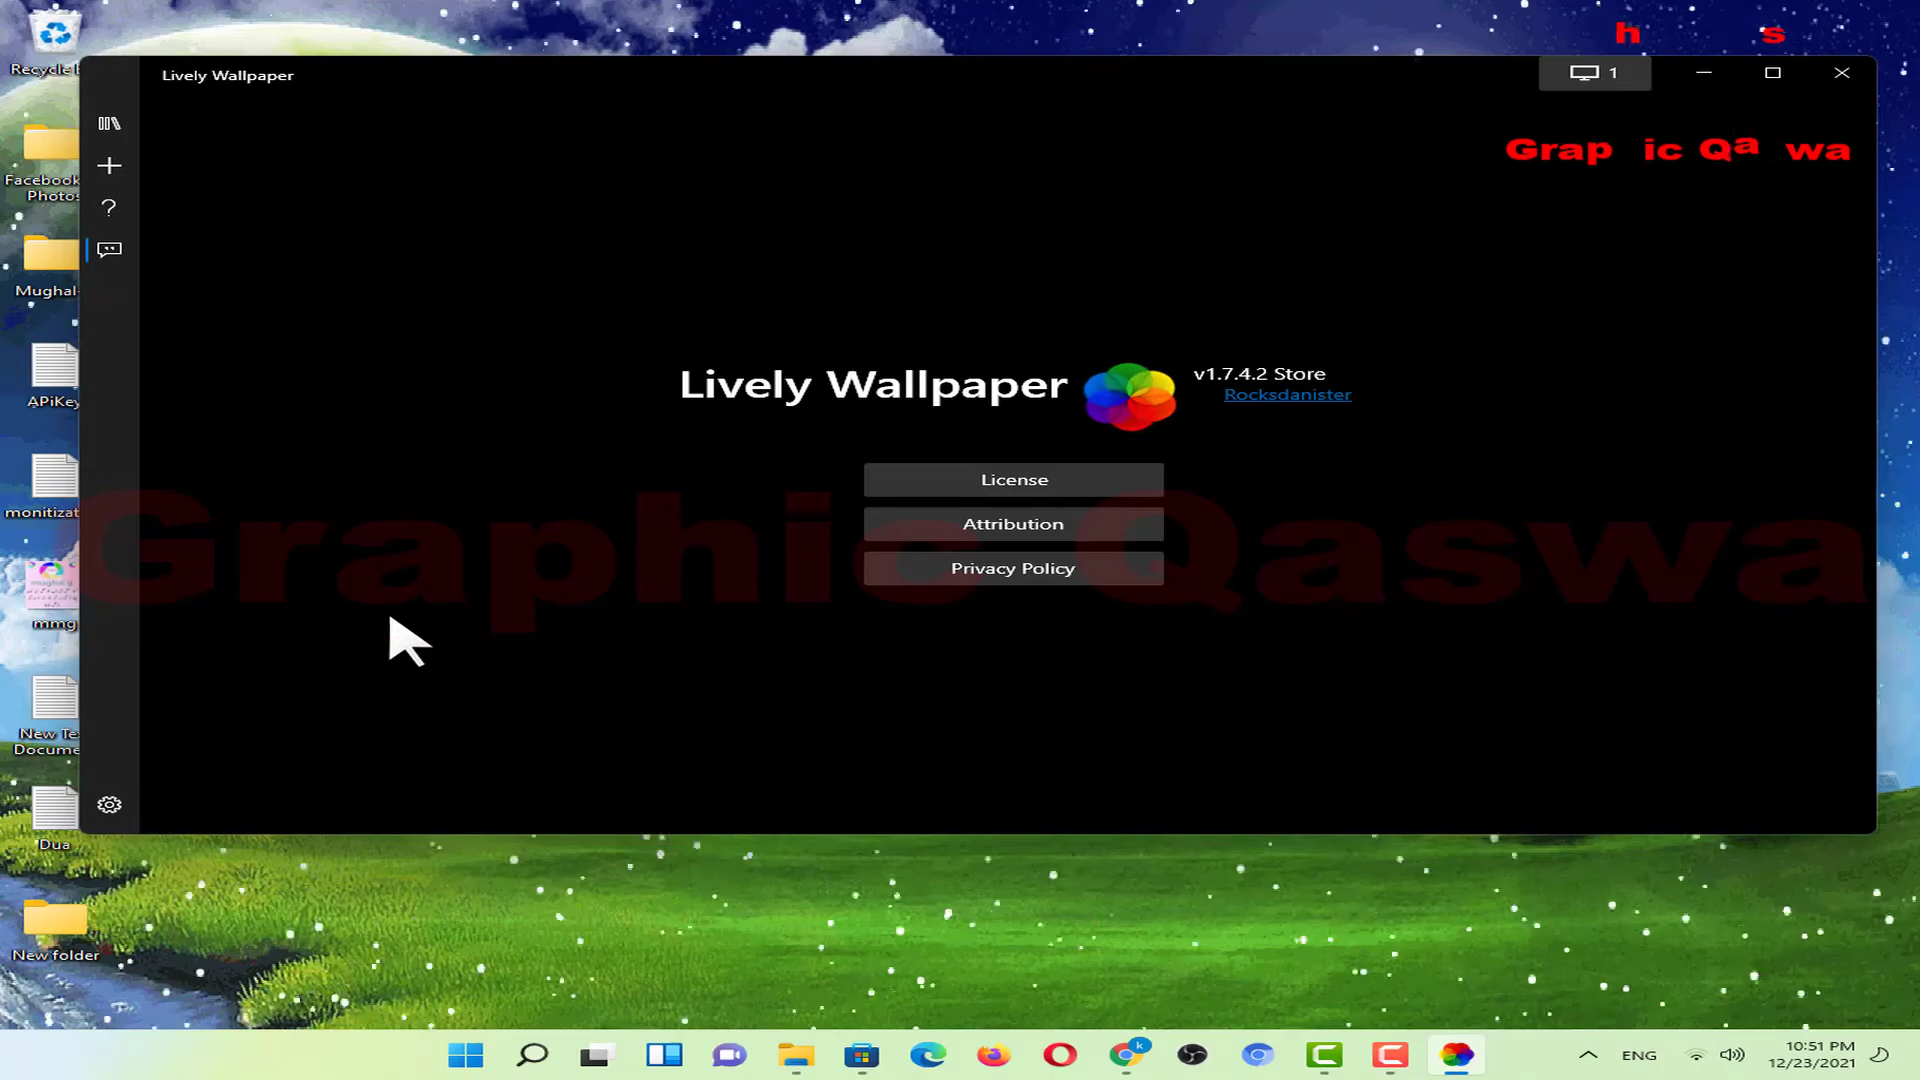 h s
Recycle
Lively Wallpaper
1
Grap ic Qa wa
Facebook
Photos
Mughal-
APiKey
Lively Wallpaper
v1.7.4.2 Store
Rocksdanister
License
Attribution
Privacy Policy
Graphic Qaswa
monitizat
mughal g
mmg
New Te
Docume
Dua
New folder
k
ENG
10:51 PM
12/23/2021